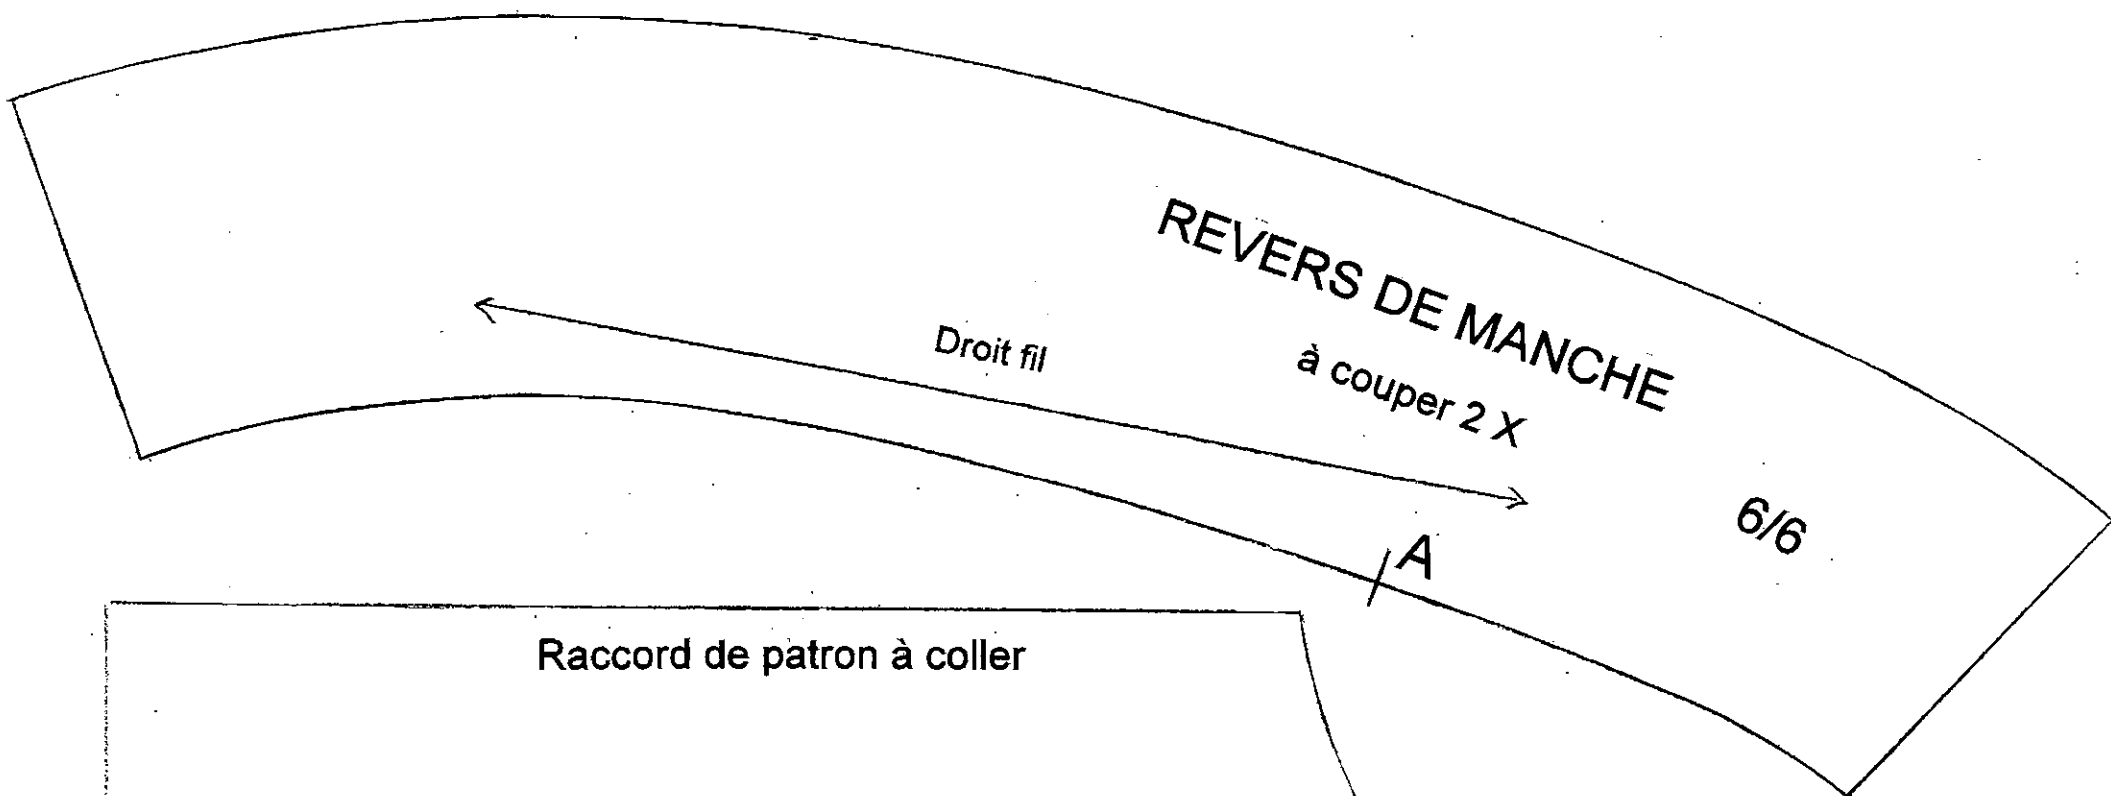 REVERS DE MANCHE
Droit fil
à couper 2 X
6/6
A
Raccord de patron à coller